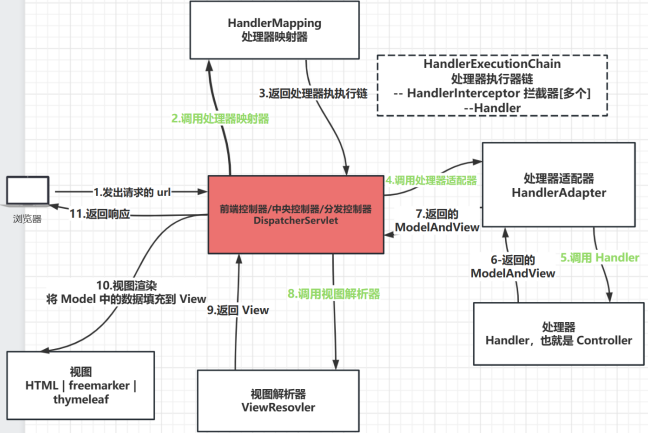 HandlerMapping
处理器映射器
HandlerExecutionChain
处理器执行器链
-- HandlerInterceptor 拦截器[多个]
--Handler
3.返回处理器执执行链
2.调用处理器映射器
4.调用处理器适配器
处理器适配器
HandlerAdapter
1.发出请求的 url
前端控制器/中央控制器/分发控制器
DispatcherServlet
浏览器
11.返回响应
7.返回的
ModelAndView
6-返回的
ModelAndView
5.调用 Handler
10.视图渲染
将 Model 中的数据填充到 View
9.返回 View
8.调用视图解析器
处理器
Handler，也就是 Controller
视图
HTML | freemarker |
thymeleaf
视图解析器
ViewResovler